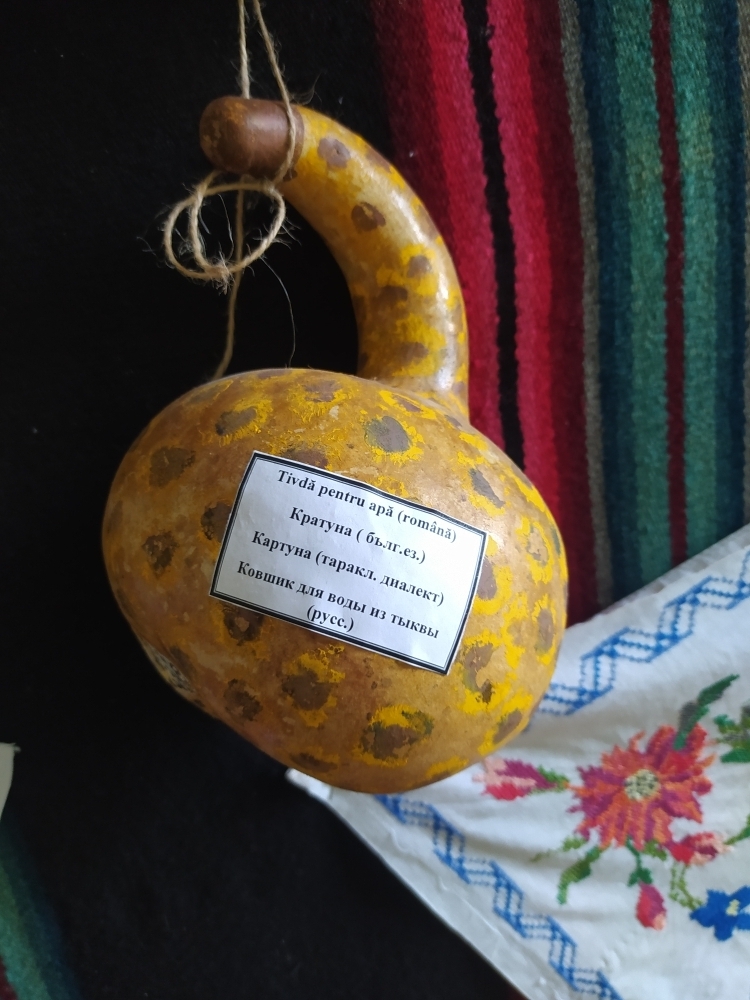 Tivdă pentru apă (română)
Кратуна ( бълг.ез.)
Картуна (таракл. диалект)
Ковшик для воды из тыквы
(русс.)